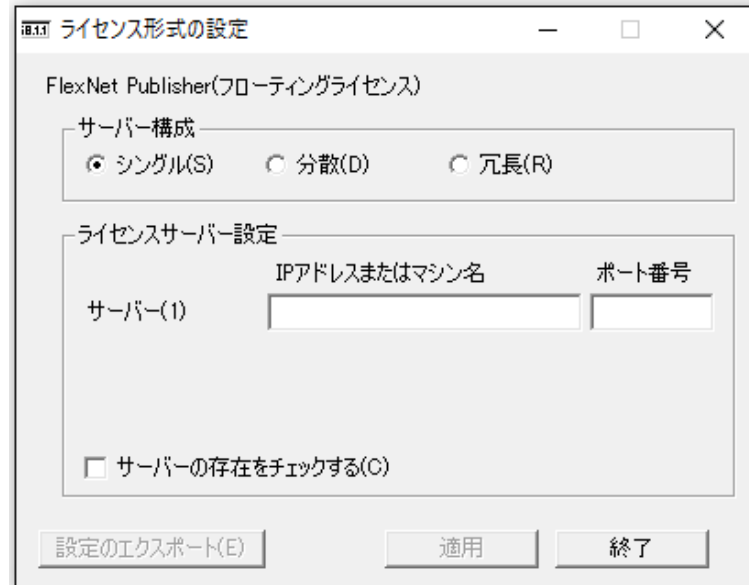 ライセンス形式の設定
FlexNet Publisher(フローティングライセンス)
サーバー構成
シングル(S) 分散(D) 冗長(R)
ライセンスサーバー設定
IPアドレスまたはマシン名 ポート番号
サーバー(1)
サーバーの存在をチェックする(C)
設定のエクスポート(E) 適用 終了